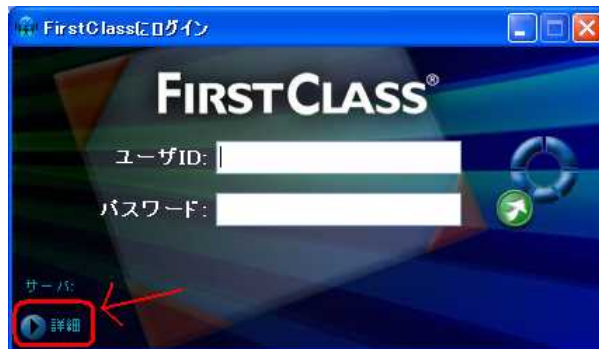 FirstClassにログイン
FIRSTCLASS®
ユーザID:
パスワード:
サーバ:
詳細